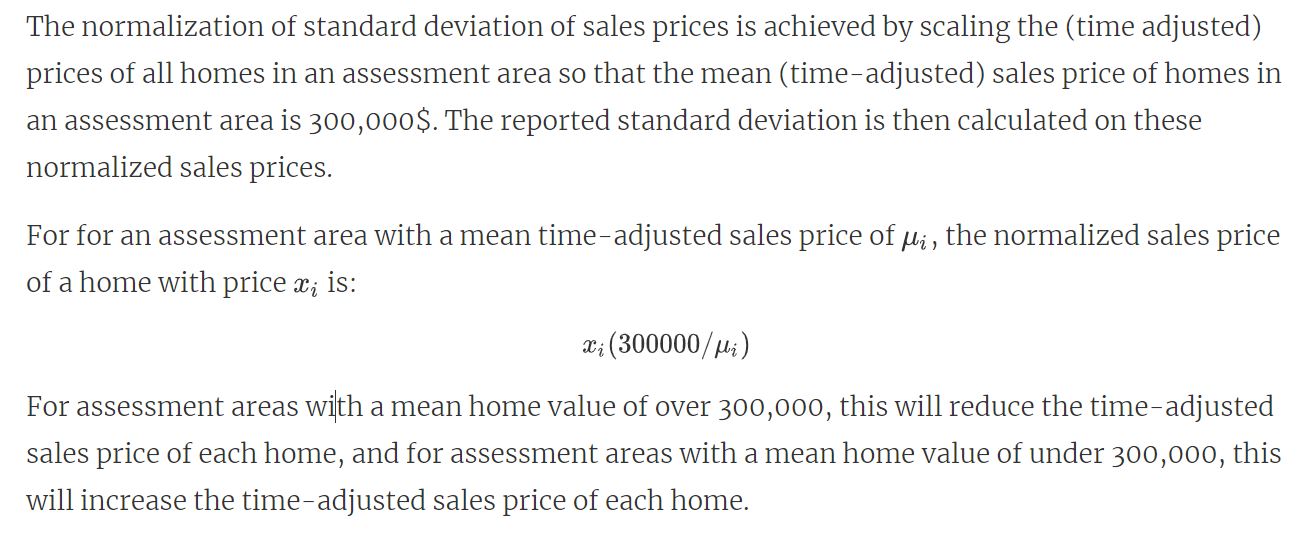 The normalization of standard deviation of sales prices is achieved by scaling the (time adjusted)
prices of all homes in an assessment area so that the mean (time-adjusted) sales price of homes in
an assessment area is 300,000$. The reported standard deviation is then calculated on these
normalized sales prices.
For for an assessment area with a mean time-adjusted sales price of μᵢ, the normalized sales price
of a home with price xᵢ is:
xᵢ(300000/μᵢ)
For assessment areas with a mean home value of over 300,000, this will reduce the time-adjusted
sales price of each home, and for assessment areas with a mean home value of under 300,000, this
will increase the time-adjusted sales price of each home.